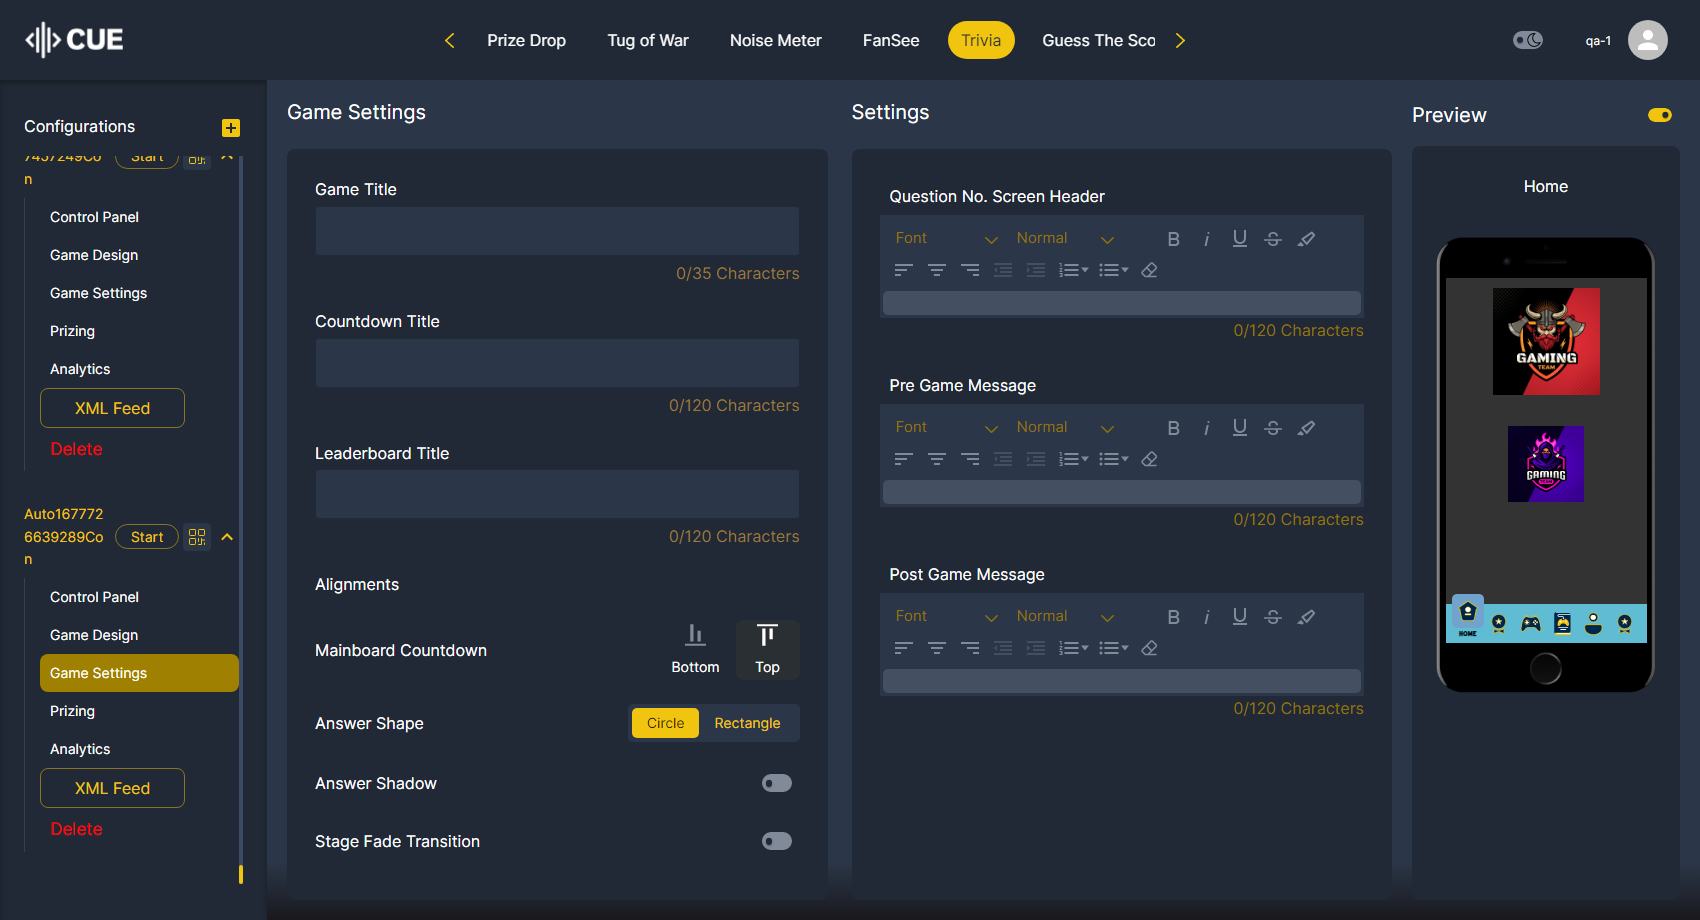 CUE
Prize Drop
Tug of War
Noise Meter
FanSee
Trivia
Guess The Sco
qa-1
Configurations
7457249Co
n
Start
Control Panel
Game Design
Game Settings
Prizing
Analytics
XML Feed
Delete
Auto167772
6639289Co
n
Start
Control Panel
Game Design
Game Settings
Prizing
Analytics
XML Feed
Delete
Game Settings
Game Title
0/35 Characters
Countdown Title
0/120 Characters
Leaderboard Title
0/120 Characters
Alignments
Mainboard Countdown
Bottom
Top
Answer Shape
Circle
Rectangle
Answer Shadow
Stage Fade Transition
Settings
Question No. Screen Header
Font
Normal
B i U S
0/120 Characters
Pre Game Message
Font
Normal
B i U S
0/120 Characters
Post Game Message
Font
Normal
B i U S
0/120 Characters
Preview
Home
GAMING
TEAM
GAMING
TEAM
HOME